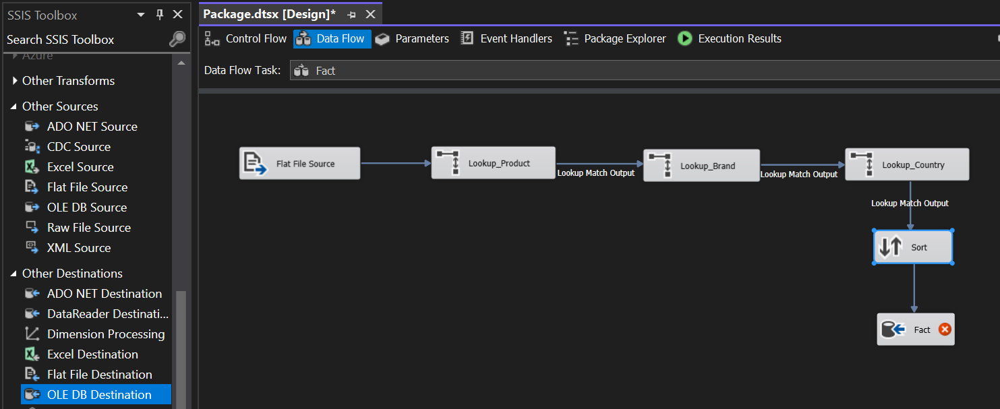 SSIS Toolbox
Search SSIS Toolbox
Azure
Other Transforms
Other Sources
ADO NET Source
CDC Source
Excel Source
Flat File Source
OLE DB Source
Raw File Source
XML Source
Other Destinations
ADO NET Destination
DataReader Destinati...
Dimension Processing
Excel Destination
Flat File Destination
OLE DB Destination
Package.dtsx [Design]*
Control Flow Data Flow Parameters Event Handlers Package Explorer Execution Results
Data Flow Task: Fact
Flat File Source
Lookup_Product
Lookup Match Output
Lookup_Brand
Lookup Match Output
Lookup_Country
Lookup Match Output
Sort
Fact